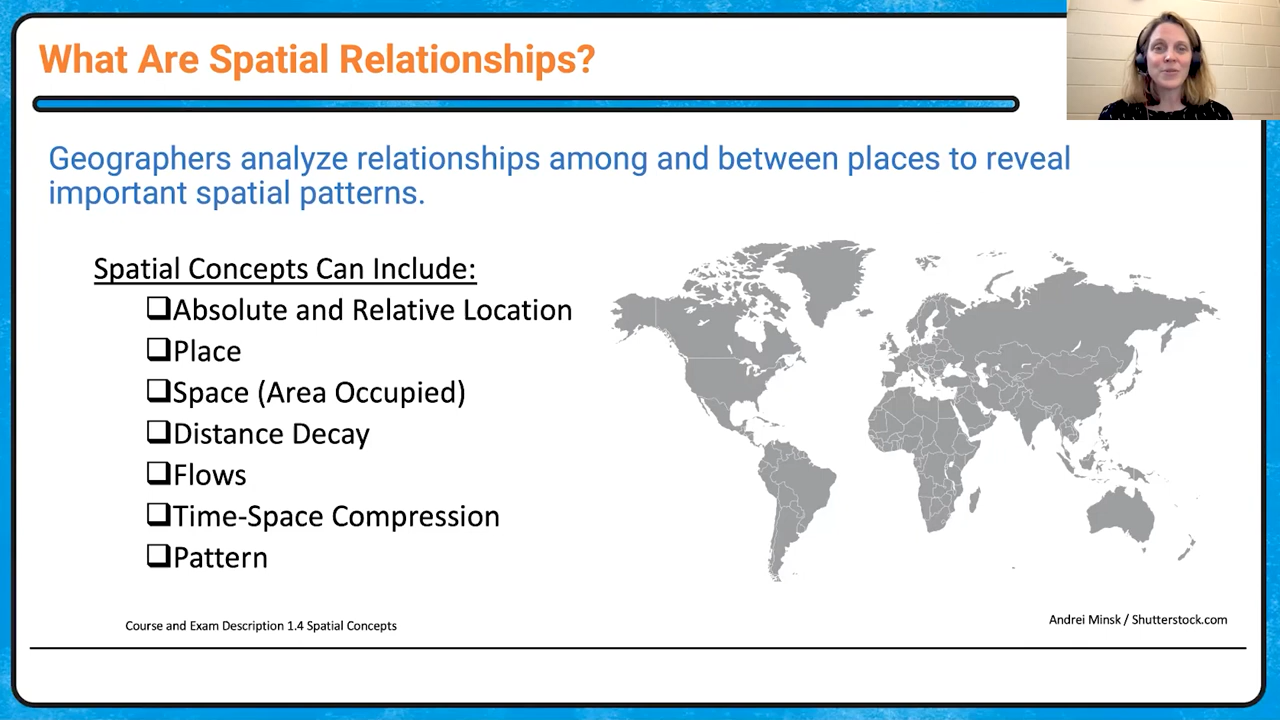 What Are Spatial Relationships?
Geographers analyze relationships among and between places to reveal
important spatial patterns.
Spatial Concepts Can Include:
❑Absolute and Relative Location
❑Place
❑Space (Area Occupied)
❑Distance Decay
❑Flows
❑Time-Space Compression
❑Pattern
Course and Exam Description 1.4 Spatial Concepts
Andrei Minsk / Shutterstock.com